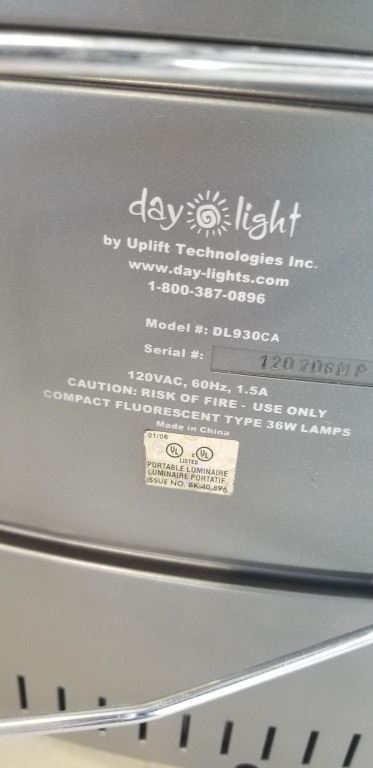 day light
by Uplift Technologies Inc.
www.day-lights.com
1-800-387-0896
Model #: DL930CA
Serial #: 120206MP
120VAC, 60Hz, 1.5A
CAUTION: RISK OF FIRE - USE ONLY
COMPACT FLUORESCENT TYPE 36W LAMPS
Made in China
01/06
UL c UL
LISTED
PORTABLE LUMINAIRE
LUMINAIRE PORTATIF
ISSUE NO. BK-40,896